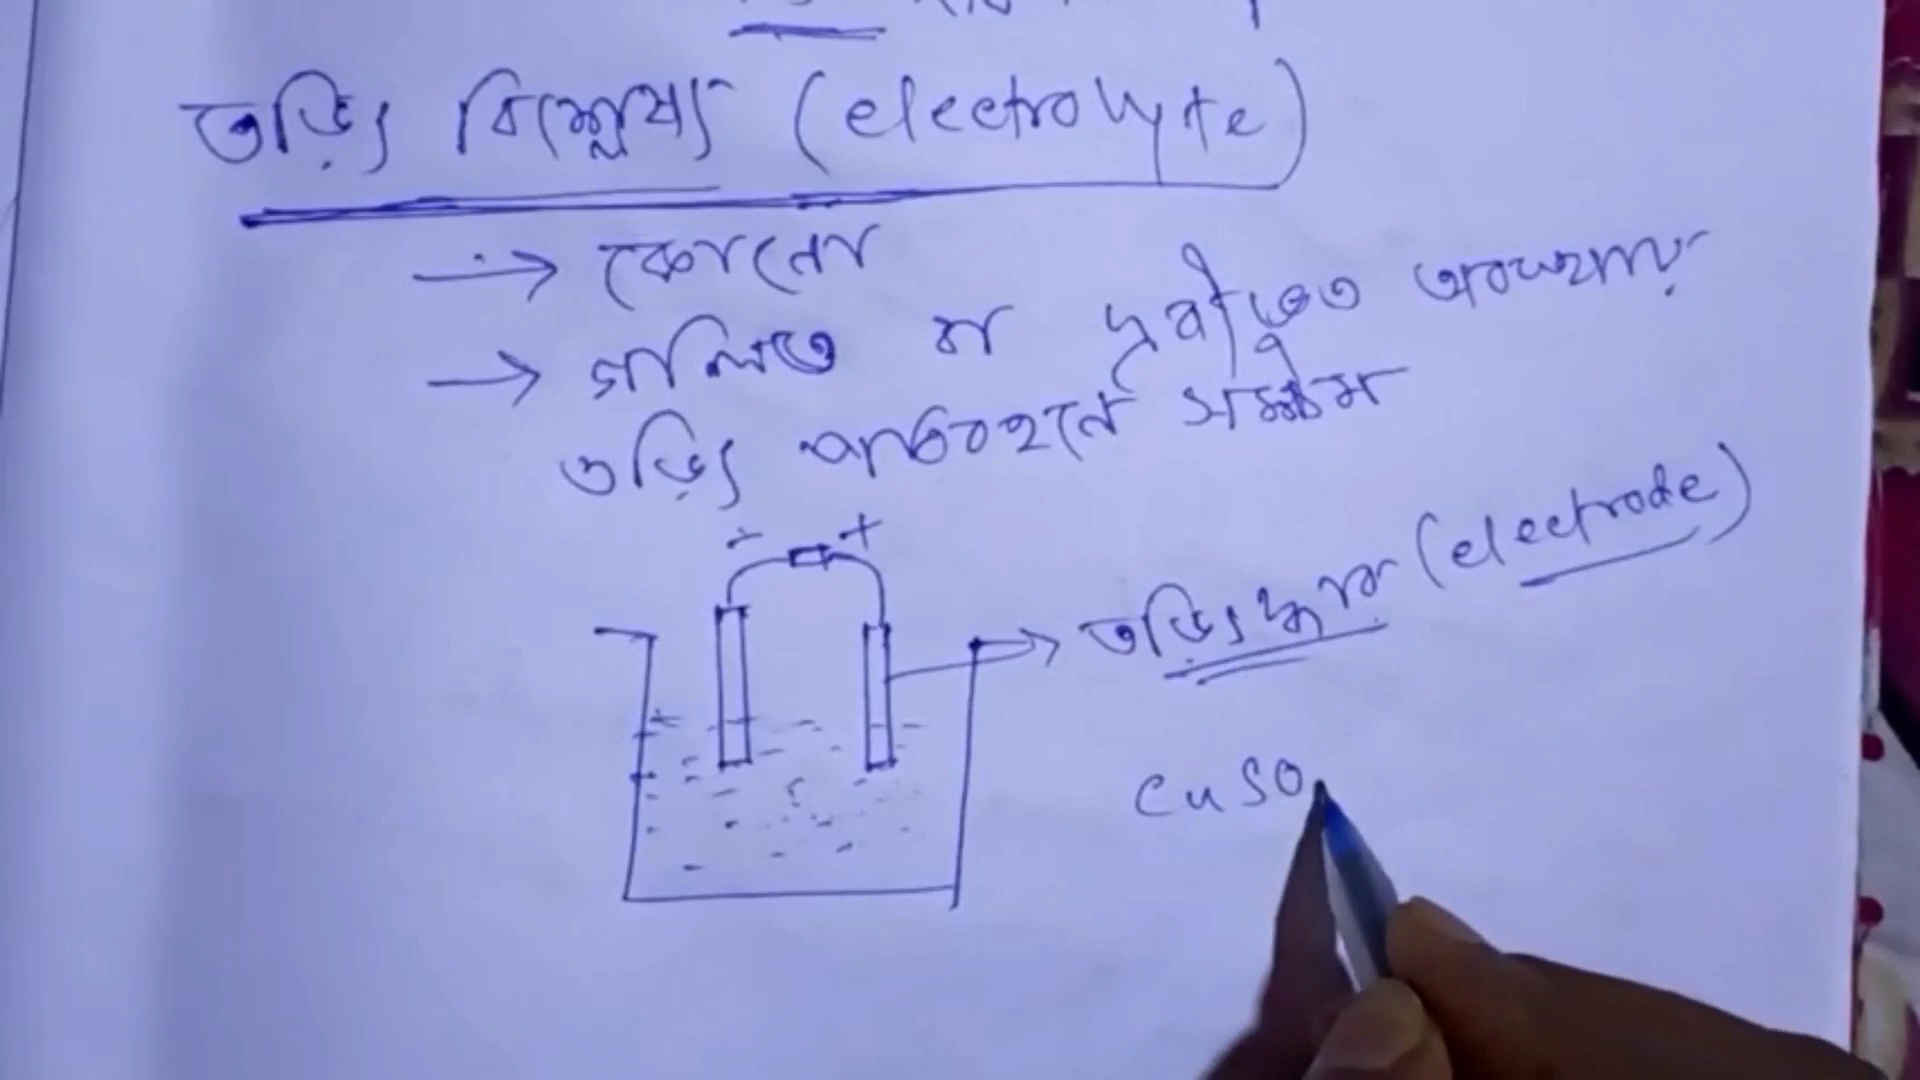 তড়িৎ বিশ্লেষ্য (electrolyte)
→ কোনো
→ গলিত বা দ্রবীভূত অবস্থায়
তড়িৎ পরিবহনে সক্ষম
- +
→ তড়িৎদ্বার (electrode)
CuSO